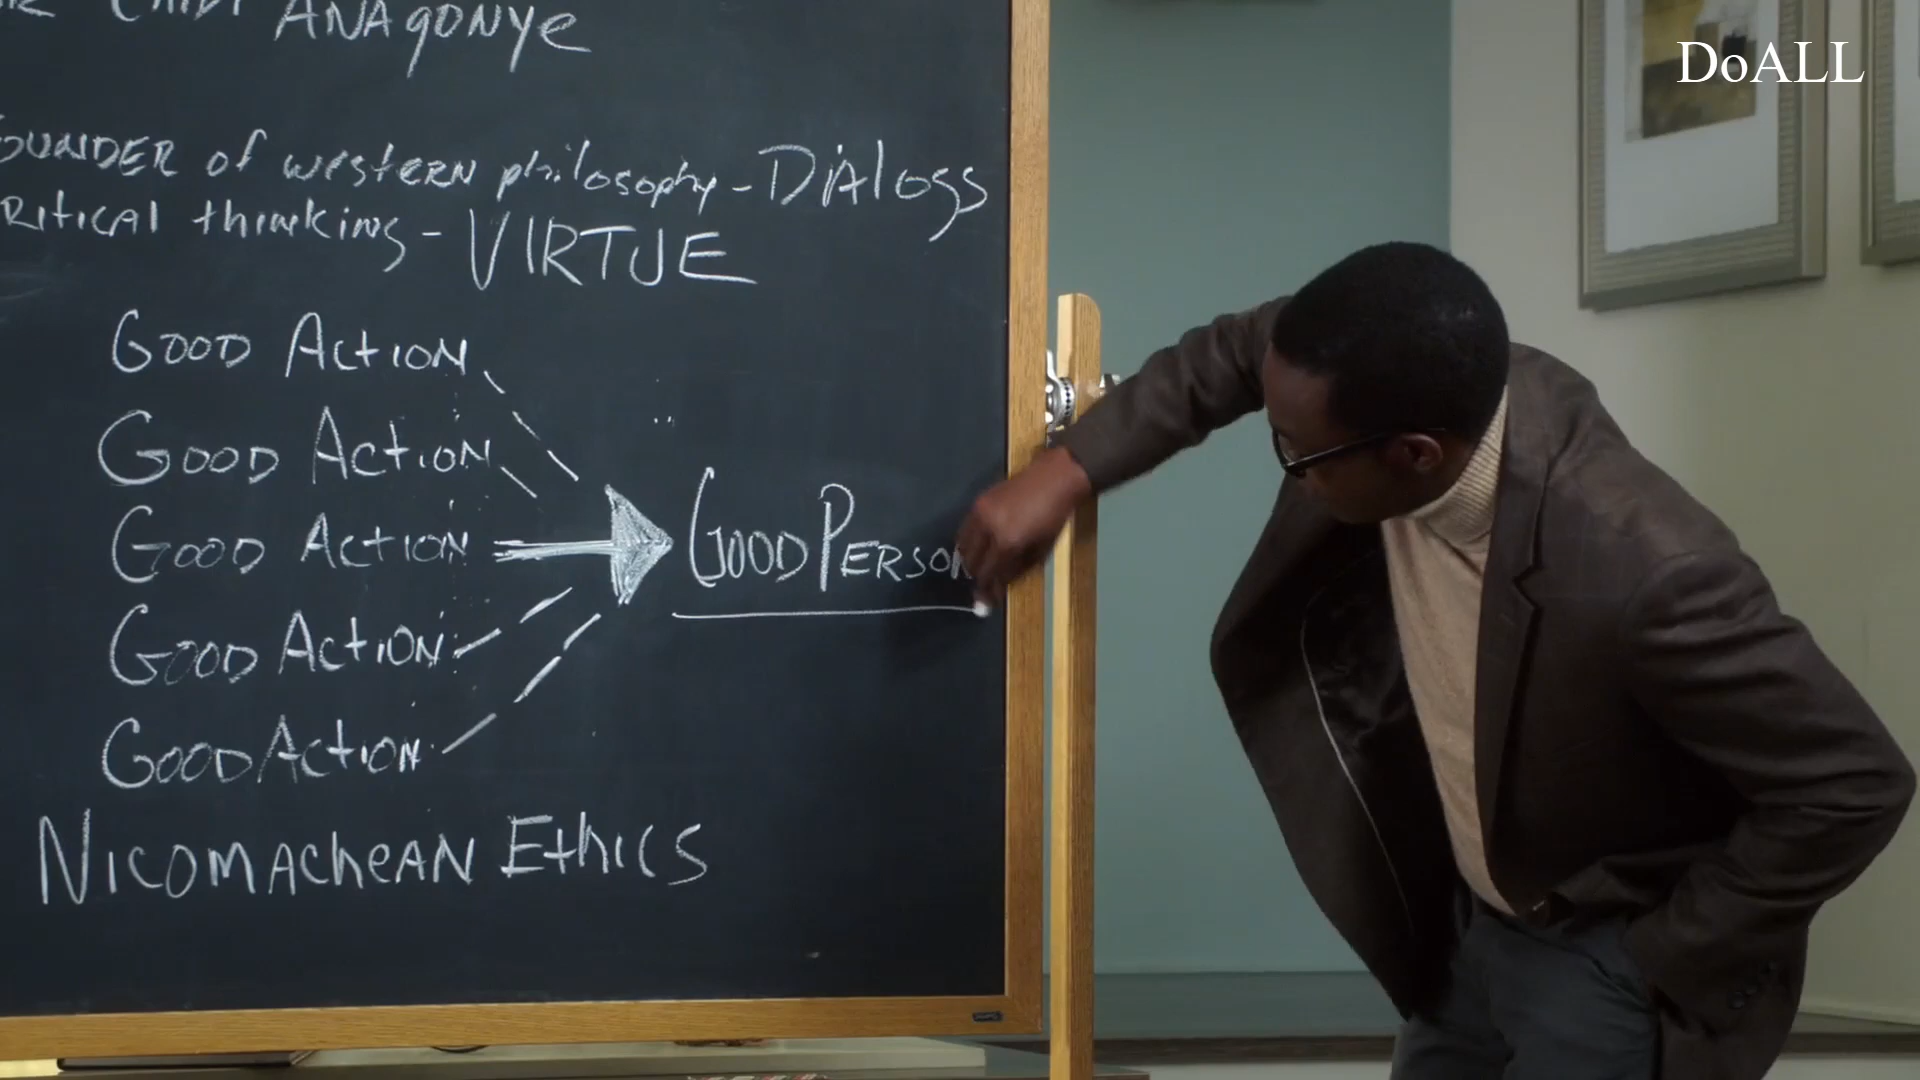 ANAGONYE
DoALL
OUNDER of western philosophy - DiAlogs
RitiCAl thinking - VIRTUE
GOOD ACTION
GOOD ACTION
GOOD ACTION
GOOD PERSON
GOOD ACTION
GOOD ACTION
NICOMACHEAN EthiCS